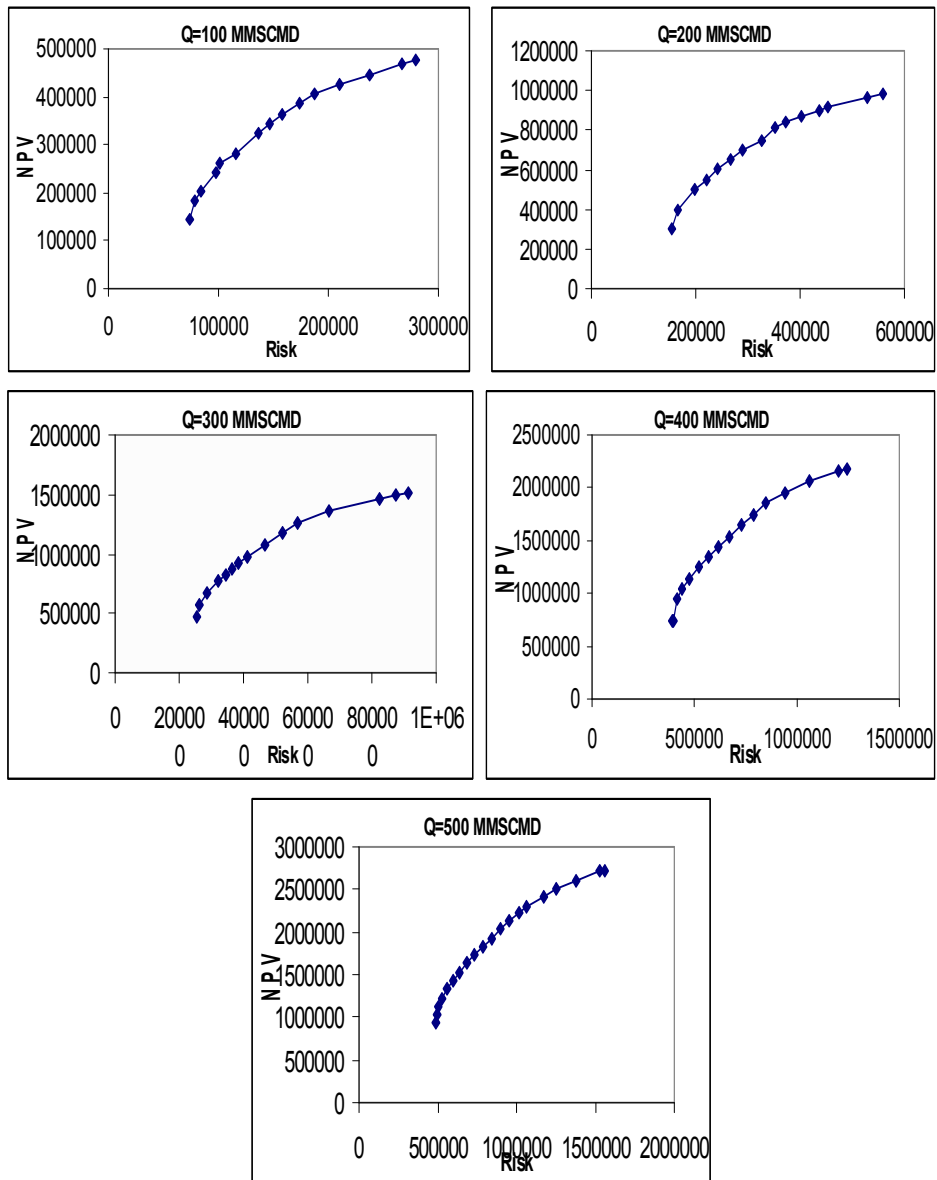 Q=100 MMSCMD
500000
400000
300000
200000
100000
0
N P V
0 100000 200000 300000
Risk
Q=200 MMSCMD
1200000
1000000
800000
600000
400000
200000
0
N P V
0 200000 400000 600000
Risk
Q=300 MMSCMD
2000000
1500000
1000000
500000
0
N P V
0 20000 40000 60000 80000 1E+06
0 0 0 0
Risk
Q=400 MMSCMD
2500000
2000000
1500000
1000000
500000
0
N P V
0 500000 1000000 1500000
Risk
Q=500 MMSCMD
3000000
2500000
2000000
1500000
1000000
500000
0
N P V
0 500000 1000000 1500000 2000000
Risk